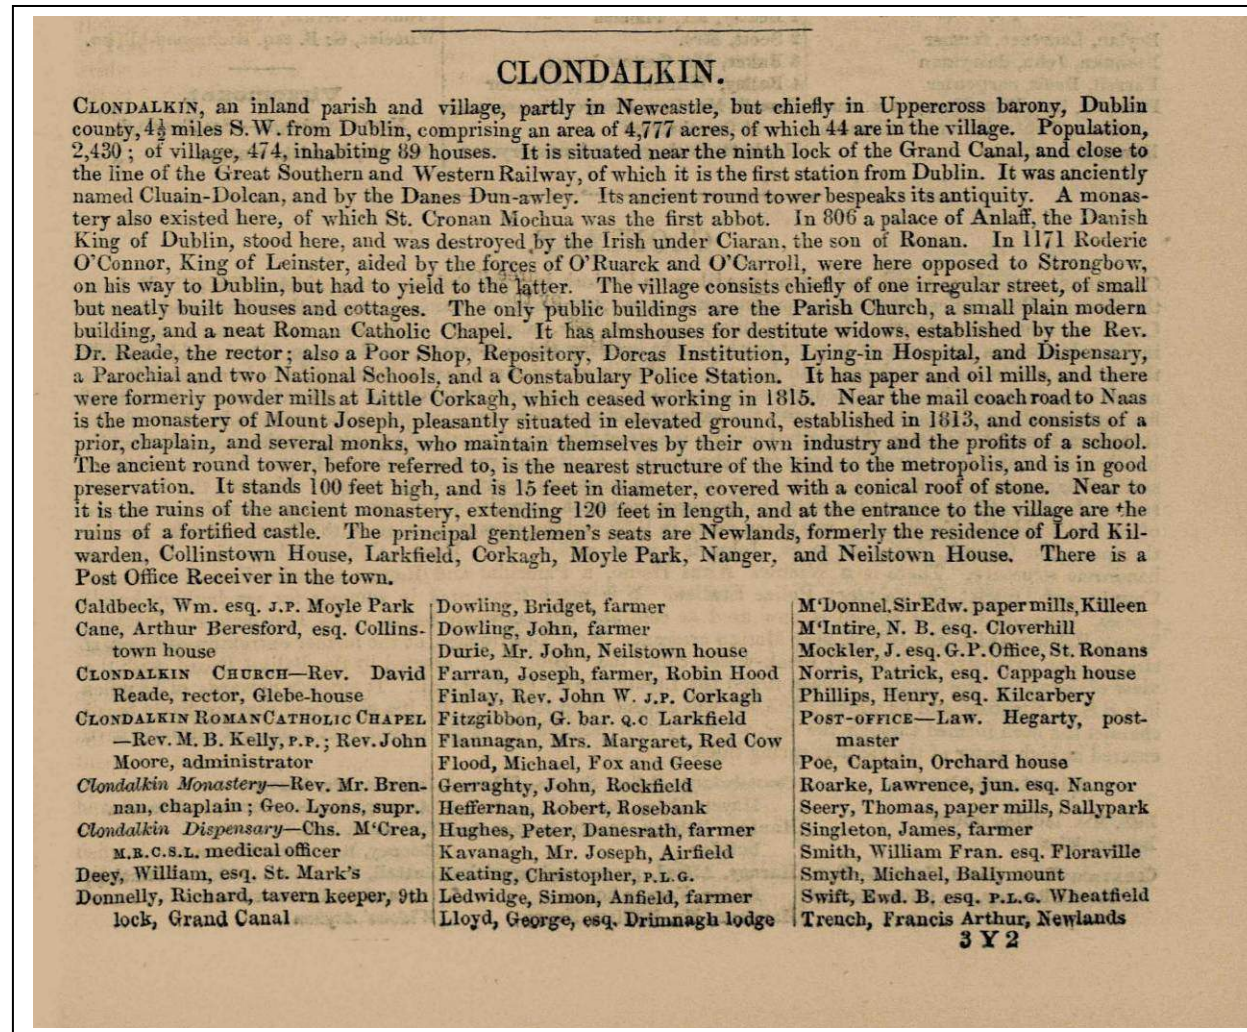 CLONDALKIN.
CLONDALKIN, an inland parish and village, partly in Newcastle, but chiefly in Uppercross barony, Dublin
county, 4½ miles S.W. from Dublin, comprising an area of 4,777 acres, of which 44 are in the village. Population,
2,430; of village, 474, inhabiting 89 houses. It is situated near the ninth lock of the Grand Canal, and close to
the line of the Great Southern and Western Railway, of which it is the first station from Dublin. It was anciently
named Cluain-Dolcan, and by the Danes Dun-awley. Its ancient round tower bespeaks its antiquity. A monas-
tery also existed here, of which St. Cronan Mochua was the first abbot. In 806 a palace of Anlaff, the Danish
King of Dublin, stood here, and was destroyed by the Irish under Ciaran, the son of Ronan. In 1171 Roderic
O'Connor, King of Leinster, aided by the forces of O'Ruarck and O'Carroll, were here opposed to Strongbow,
on his way to Dublin, but had to yield to the latter. The village consists chiefly of one irregular street, of small
but neatly built houses and cottages. The only public buildings are the Parish Church, a small plain modern
building, and a neat Roman Catholic Chapel. It has almshouses for destitute widows, established by the Rev.
Dr. Reade, the rector; also a Poor Shop, Repository, Dorcas Institution, Lying-in Hospital, and Dispensary,
a Parochial and two National Schools, and a Constabulary Police Station. It has paper and oil mills, and there
were formerly powder mills at Little Corkagh, which ceased working in 1815. Near the mail coach road to Naas
is the monastery of Mount Joseph, pleasantly situated in elevated ground, established in 1813, and consists of a
prior, chaplain, and several monks, who maintain themselves by their own industry and the profits of a school.
The ancient round tower, before referred to, is the nearest structure of the kind to the metropolis, and is in good
preservation. It stands 100 feet high, and is 15 feet in diameter, covered with a conical roof of stone. Near to
it is the ruins of the ancient monastery, extending 120 feet in length, and at the entrance to the village are the
ruins of a fortified castle. The principal gentlemen's seats are Newlands, formerly the residence of Lord Kil-
warden, Collinstown House, Larkfield, Corkagh, Moyle Park, Nanger, and Neilstown House. There is a
Post Office Receiver in the town.
Caldbeck, Wm. esq. J.P. Moyle Park
Cane, Arthur Beresford, esq. Collins-
town house
CLONDALKIN CHURCH—Rev. David
Reade, rector, Glebe-house
CLONDALKIN ROMAN CATHOLIC CHAPEL
—Rev. M. B. Kelly, P.P.; Rev. John
Moore, administrator
Clondalkin Monastery—Rev. Mr. Bren-
nan, chaplain; Geo. Lyons, supr.
Clondalkin Dispensary—Chs. M'Crea,
M.R.C.S.L. medical officer
Deey, William, esq. St. Mark's
Donnelly, Richard, tavern keeper, 9th
lock, Grand Canal
Dowling, Bridget, farmer
Dowling, John, farmer
Durie, Mr. John, Neilstown house
Farran, Joseph, farmer, Robin Hood
Finlay, Rev. John W. J.P. Corkagh
Fitzgibbon, G. bar. Q.C Larkfield
Flannagan, Mrs. Margaret, Red Cow
Flood, Michael, Fox and Geese
Gerraghty, John, Rockfield
Heffernan, Robert, Rosebank
Hughes, Peter, Danesrath, farmer
Kavanagh, Mr. Joseph, Airfield
Keating, Christopher, P.L.G.
Ledwidge, Simon, Anfield, farmer
Lloyd, George, esq. Drimnagh lodge
M'Donnel, Sir Edw. paper mills, Killeen
M'Intire, N. B. esq. Cloverhill
Mockler, J. esq. G.P. Office, St. Ronans
Norris, Patrick, esq. Cappagh house
Phillips, Henry, esq. Kilcarbery
POST-OFFICE—Law. Hegarty, post-
master
Poe, Captain, Orchard house
Roarke, Lawrence, jun. esq. Nangor
Seery, Thomas, paper mills, Sallypark
Singleton, James, farmer
Smith, William Fran. esq. Floraville
Smyth, Michael, Ballymount
Swift, Ewd. B. esq. P.L.G. Wheatfield
Trench, Francis Arthur, Newlands
3 Y 2